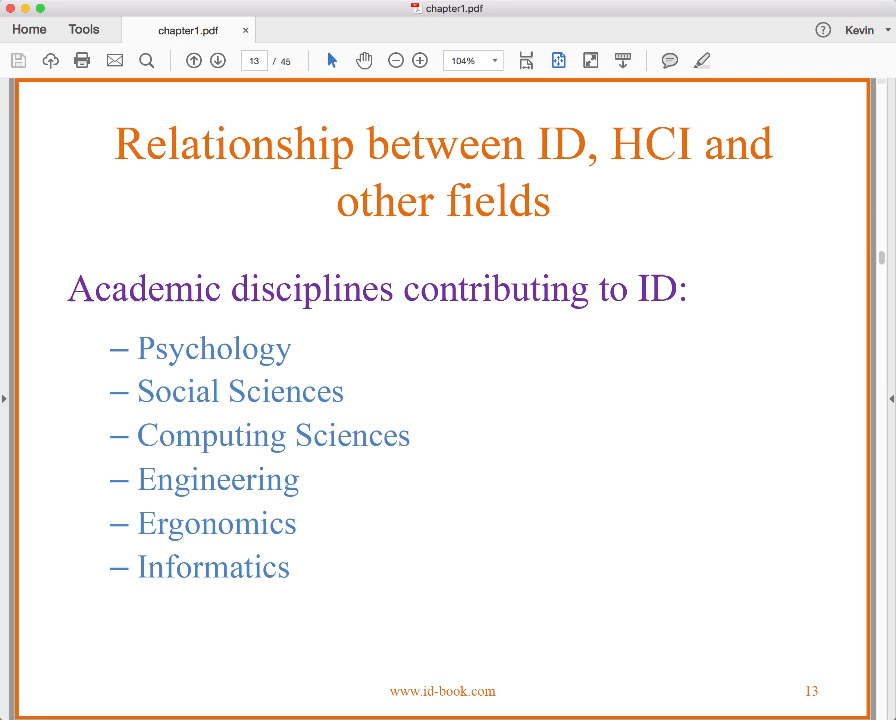 chapter1.pdf
Home Tools chapter1.pdf × ? Kevin
13 / 45 104%
Relationship between ID, HCI and
other fields
Academic disciplines contributing to ID:
– Psychology
– Social Sciences
– Computing Sciences
– Engineering
– Ergonomics
– Informatics
www.id-book.com 13